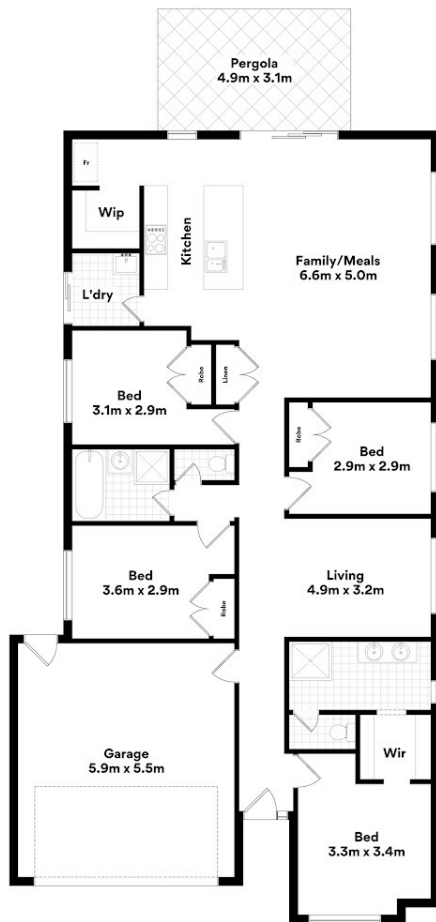 Pergola
4.9m x 3.1m
Fr
Wip
Kitchen
Family/Meals
6.6m x 5.0m
L'dry
Robe
Linen
Bed
3.1m x 2.9m
Robe
Bed
2.9m x 2.9m
Bed
3.6m x 2.9m
Robe
Living
4.9m x 3.2m
Garage
5.9m x 5.5m
Wir
Bed
3.3m x 3.4m